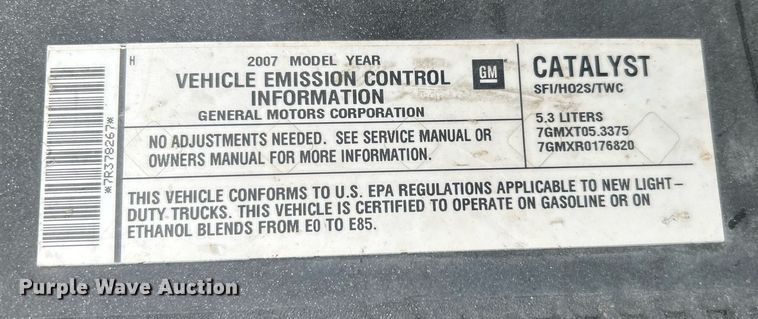 *7R378267*
H
2007 MODEL YEAR
VEHICLE EMISSION CONTROL
INFORMATION
GENERAL MOTORS CORPORATION
GM
NO ADJUSTMENTS NEEDED. SEE SERVICE MANUAL OR
OWNERS MANUAL FOR MORE INFORMATION.
CATALYST
SFI/HO2S/TWC
5.3 LITERS
7GMXT05.3375
7GMXR0176820
THIS VEHICLE CONFORMS TO U.S. EPA REGULATIONS APPLICABLE TO NEW LIGHT-
DUTY TRUCKS. THIS VEHICLE IS CERTIFIED TO OPERATE ON GASOLINE OR ON
ETHANOL BLENDS FROM E0 TO E85.
Purple Wave Auction